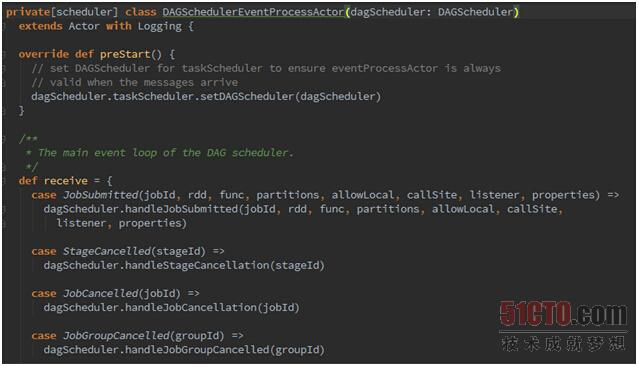 private[scheduler] class DAGSchedulerEventProcessActor(dagScheduler: DAGScheduler)
  extends Actor with Logging {

  override def preStart() {
    // set DAGScheduler for taskScheduler to ensure eventProcessActor is always
    // valid when the messages arrive
    dagScheduler.taskScheduler.setDAGScheduler(dagScheduler)
  }

  /**
   * The main event loop of the DAG scheduler.
   */
  def receive = {
    case JobSubmitted(jobId, rdd, func, partitions, allowLocal, callSite, listener, properties) =>
      dagScheduler.handleJobSubmitted(jobId, rdd, func, partitions, allowLocal, callSite,
        listener, properties)

    case StageCancelled(stageId) =>
      dagScheduler.handleStageCancellation(stageId)

    case JobCancelled(jobId) =>
      dagScheduler.handleJobCancellation(jobId)

    case JobGroupCancelled(groupId) =>
      dagScheduler.handleJobGroupCancelled(groupId)
51CTO.com
技术成就梦想